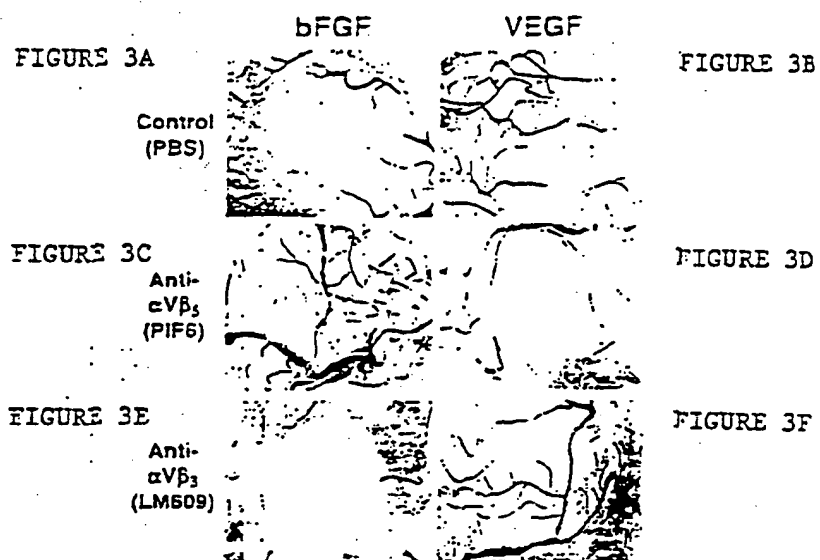 bFGF VEGF
FIGURE 3A
FIGURE 3B
Control
(PBS)
FIGURE 3C
FIGURE 3D
Anti-
αVβ5
(PIF6)
FIGURE 3E
FIGURE 3F
Anti-
αVβ3
(LM609)